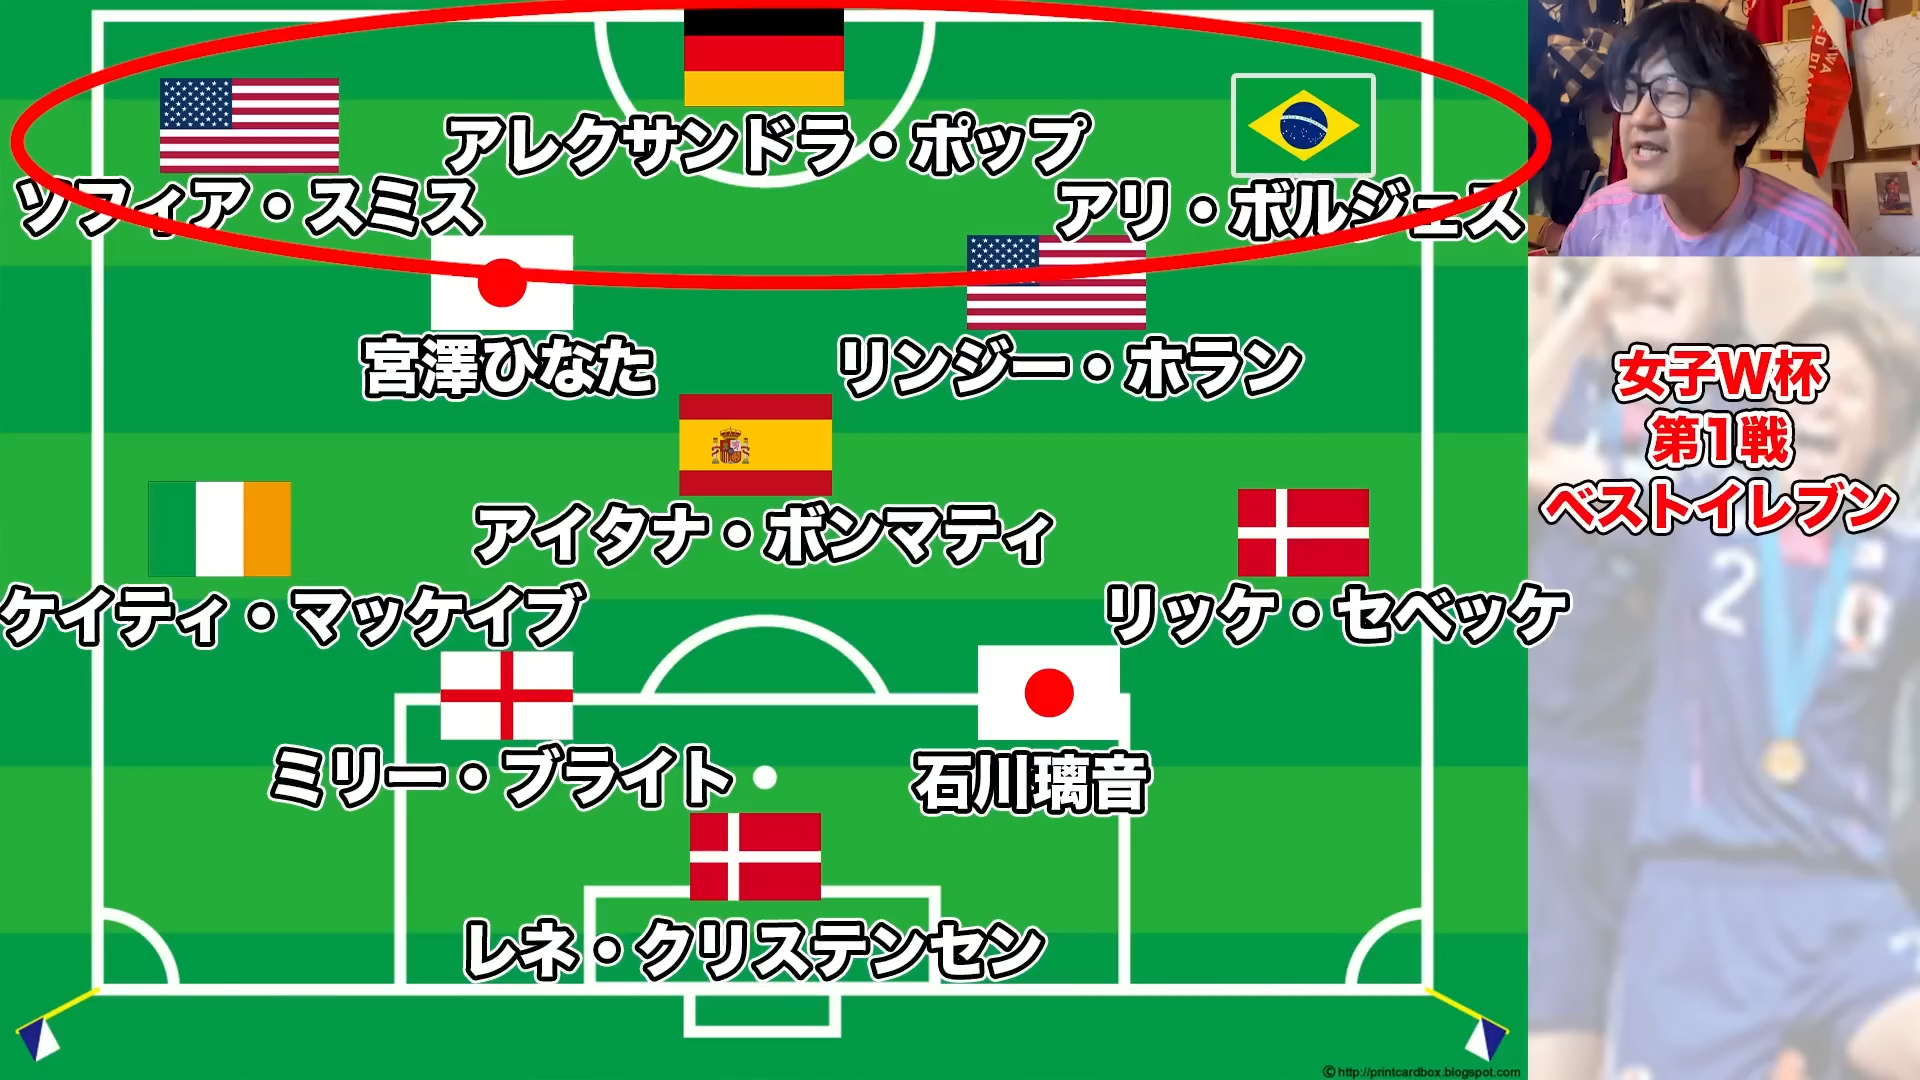 アレクサンドラ・ポップ
ソフィア・スミス
アリ・ボルジェス
宮澤ひなた
リンジー・ホラン
アイタナ・ボンマティ
ケイティ・マッケイブ
リッケ・セベッケ
ミリー・ブライト
石川璃音
レネ・クリステンセン
女子W杯
第1戦
ベストイレブン
2
©http://printcardbox.blogspot.com